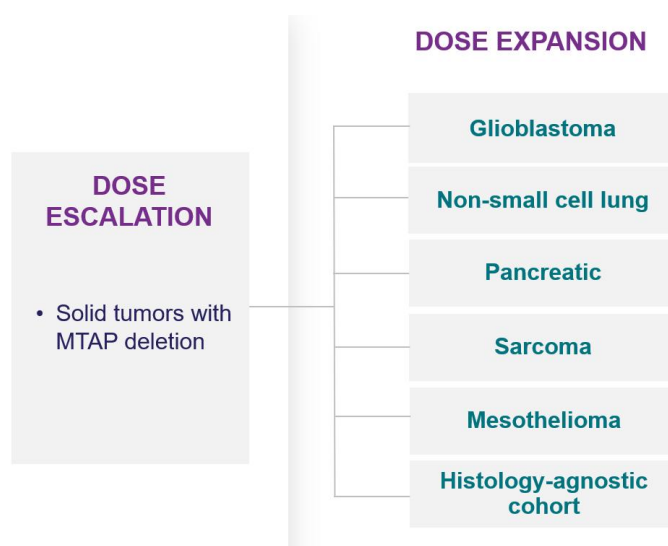 DOSE EXPANSION
DOSE
ESCALATION
• Solid tumors with
MTAP deletion
Glioblastoma
Non-small cell lung
Pancreatic
Sarcoma
Mesothelioma
Histology-agnostic
cohort